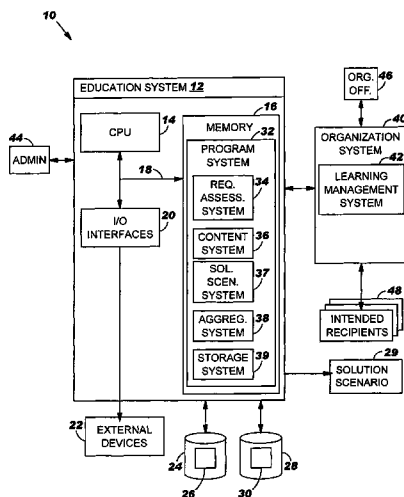 10
EDUCATION SYSTEM 12
44
ADMIN
14
CPU
18
20
I/O
INTERFACES
16
MEMORY
32
PROGRAM
SYSTEM
34
REQ.
ASSESS.
SYSTEM
36
CONTENT
SYSTEM
37
SOL.
SCEN.
SYSTEM
38
AGGREG.
SYSTEM
39
STORAGE
SYSTEM
46
ORG.
OFF.
40
ORGANIZATION
SYSTEM
42
LEARNING
MANAGEMENT
SYSTEM
48
INTENDED
RECIPIENTS
29
SOLUTION
SCENARIO
22
EXTERNAL
DEVICES
24
26
28
30